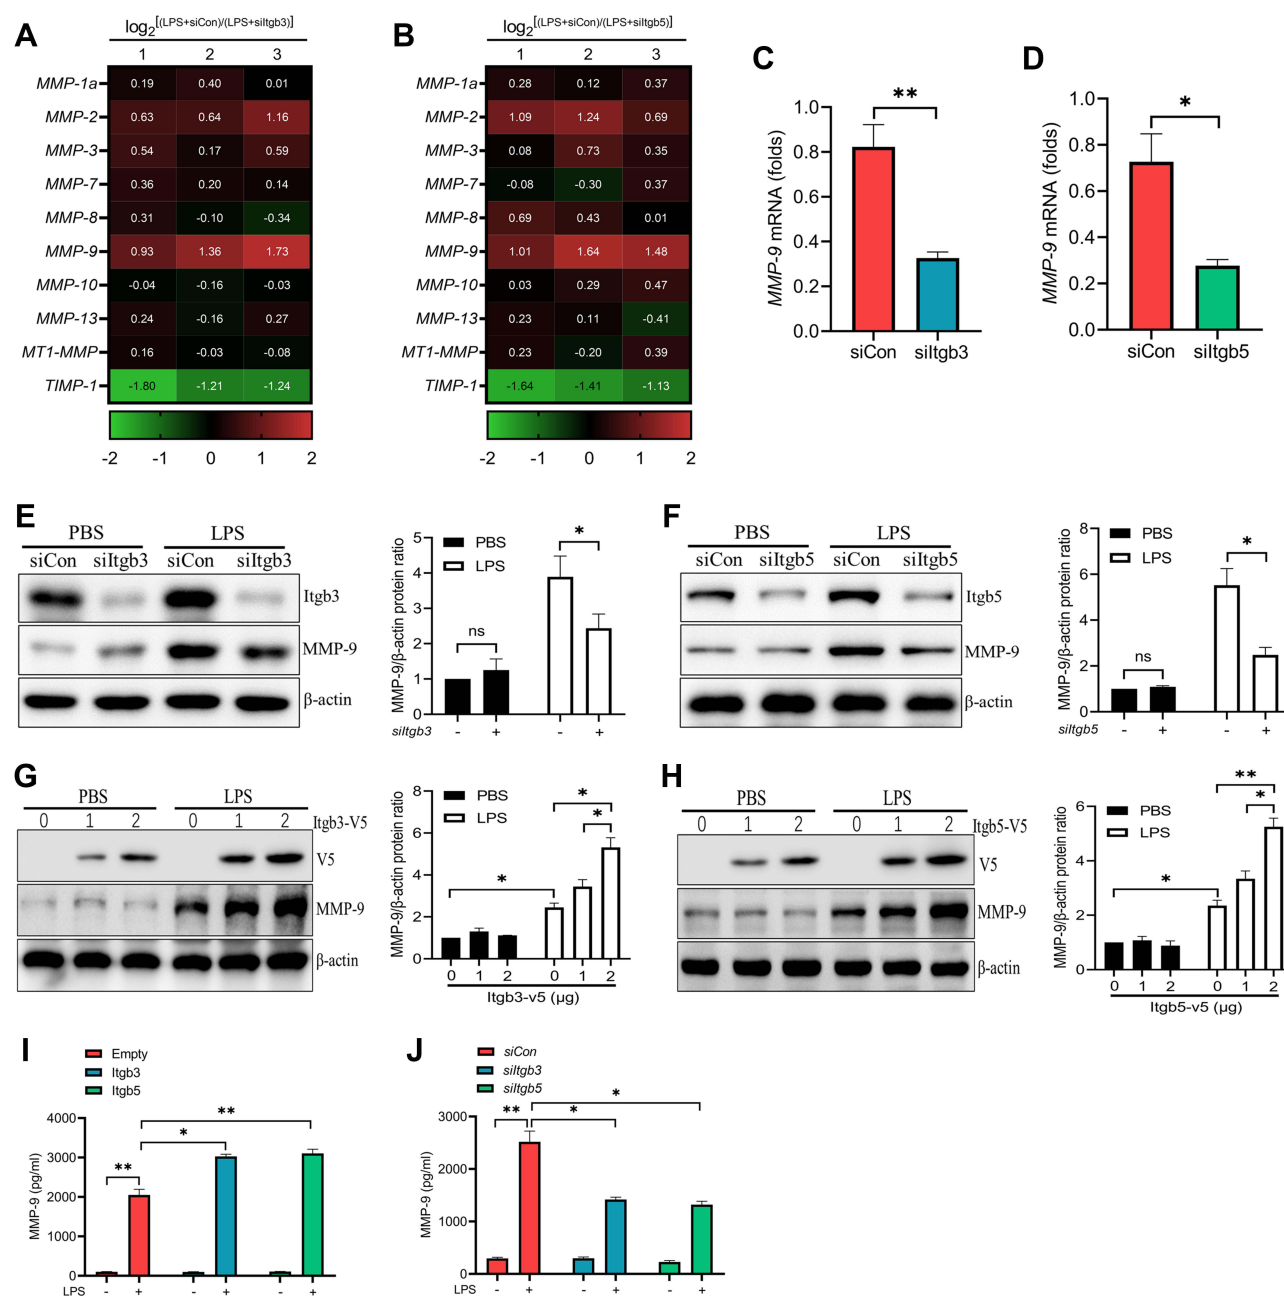 A
log2[(LPS+siCon)/(LPS+siItgb3)]
1 2 3
MMP-1a 0.19 0.40 0.01
MMP-2 0.63 0.64 1.16
MMP-3 0.54 0.17 0.59
MMP-7 0.36 0.20 0.14
MMP-8 0.31 -0.10 -0.34
MMP-9 0.93 1.36 1.73
MMP-10 -0.04 -0.16 -0.03
MMP-13 0.24 -0.16 0.27
MT1-MMP 0.16 -0.03 -0.08
TIMP-1 -1.80 -1.21 -1.24
-2 -1 0 1 2
B
log2[(LPS+siCon)/(LPS+siItgb5)]
1 2 3
MMP-1a 0.28 0.12 0.37
MMP-2 1.09 1.24 0.69
MMP-3 0.08 0.73 0.35
MMP-7 -0.08 -0.30 0.37
MMP-8 0.69 0.43 0.01
MMP-9 1.01 1.64 1.48
MMP-10 0.03 0.29 0.47
MMP-13 0.23 0.11 -0.41
MT1-MMP 0.23 -0.20 0.39
TIMP-1 -1.64 -1.41 -1.13
-2 -1 0 1 2
C
MMP-9 mRNA (folds)
1.0
0.8
0.6
0.4
0.2
0.0
**
siCon siItgb3
D
MMP-9 mRNA (folds)
1.0
0.8
0.6
0.4
0.2
0.0
*
siCon siItgb5
E
PBS LPS
siCon siItgb3 siCon siItgb3
Itgb3
MMP-9
β-actin
MMP-9/β-actin protein ratio
5
4
3
2
1
0
PBS
LPS
ns
*
siItgb3 - + - +
F
PBS LPS
siCon siItgb5 siCon siItgb5
Itgb5
MMP-9
β-actin
MMP-9/β-actin protein ratio
8
6
4
2
0
PBS
LPS
ns
*
siItgb5 - + - +
G
PBS LPS
0 1 2 0 1 2 Itgb3-V5
V5
MMP-9
β-actin
MMP-9/β-actin protein ratio
8
6
4
2
0
PBS
LPS
*
*
*
0 1 2 0 1 2
Itgb3-v5 (μg)
H
PBS LPS
0 1 2 0 1 2 Itgb5-V5
V5
MMP-9
β-actin
MMP-9/β-actin protein ratio
6
4
2
0
PBS
LPS
**
*
*
0 1 2 0 1 2
Itgb5-v5 (μg)
I
Empty
Itgb3
Itgb5
MMP-9 (pg/ml)
4000
3000
2000
1000
0
**
*
**
LPS - + - + - +
J
siCon
siItgb3
siItgb5
MMP-9 (pg/ml)
3000
2000
1000
0
**
*
*
LPS - + - + - +